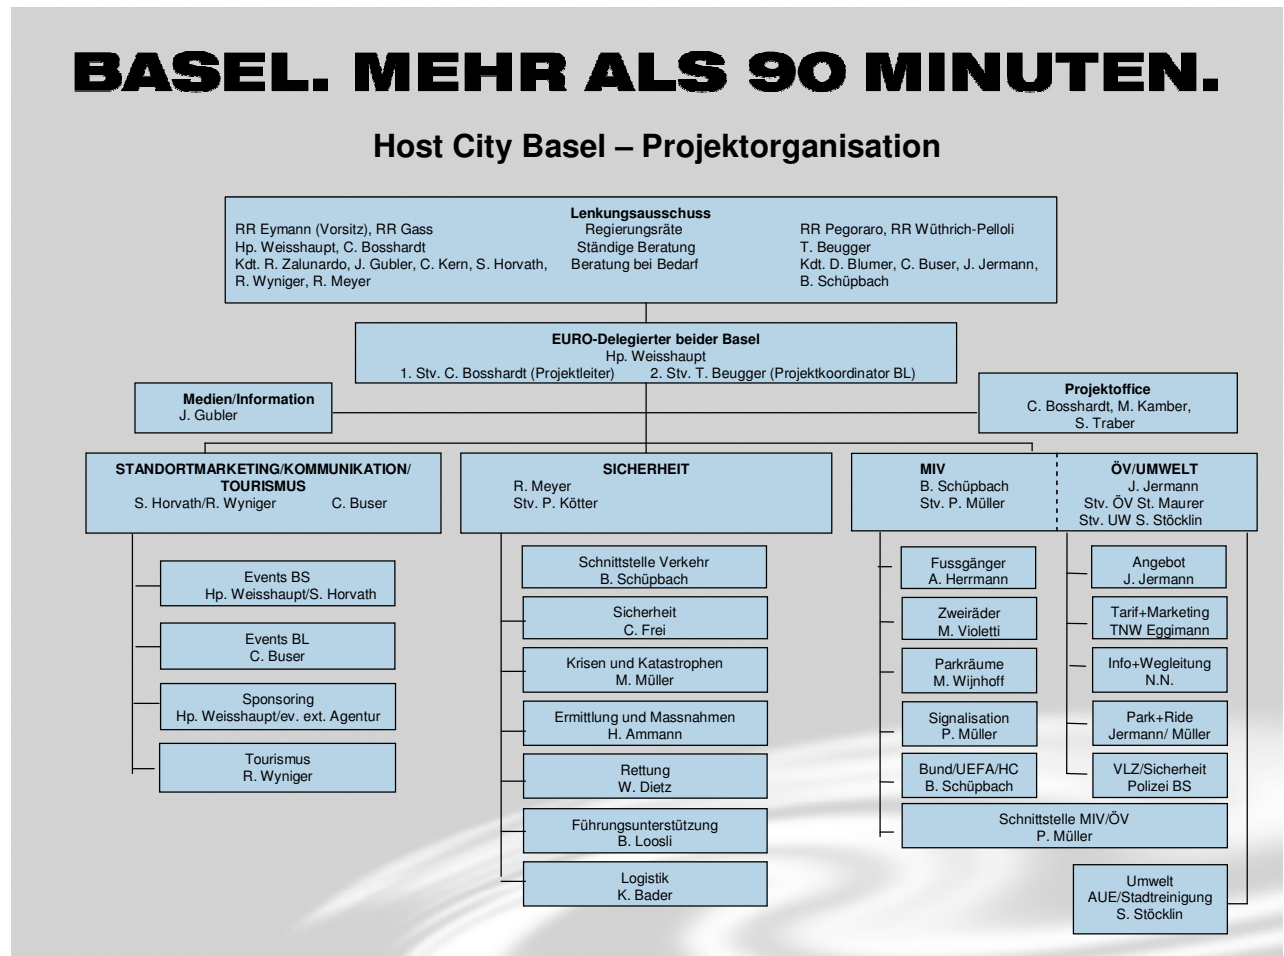 BASEL. MEHR ALS 90 MINUTEN.
Host City Basel – Projektorganisation
Lenkungsausschuss
RR Eymann (Vorsitz), RR Gass Regierungsräte RR Pegoraro, RR Wüthrich-Pelloli
Hp. Weisshaupt, C. Bosshardt Ständige Beratung T. Beugger
Kdt. R. Zalunardo, J. Gubler, C. Kern, S. Horvath, Beratung bei Bedarf Kdt. D. Blumer, C. Buser, J. Jermann,
R. Wyniger, R. Meyer B. Schüpbach
EURO-Delegierter beider Basel
Hp. Weisshaupt
1. Stv. C. Bosshardt (Projektleiter) 2. Stv. T. Beugger (Projektkoordinator BL)
Medien/Information
J. Gubler
Projektoffice
C. Bosshardt, M. Kamber,
S. Traber
STANDORTMARKETING/KOMMUNIKATION/
TOURISMUS
S. Horvath/R. Wyniger C. Buser
Events BS
Hp. Weisshaupt/S. Horvath
Events BL
C. Buser
Sponsoring
Hp. Weisshaupt/ev. ext. Agentur
Tourismus
R. Wyniger
SICHERHEIT
R. Meyer
Stv. P. Kötter
Schnittstelle Verkehr
B. Schüpbach
Sicherheit
C. Frei
Krisen und Katastrophen
M. Müller
Ermittlung und Massnahmen
H. Ammann
Rettung
W. Dietz
Führungsunterstützung
B. Loosli
Logistik
K. Bader
MIV
B. Schüpbach
Stv. P. Müller
Fussgänger
A. Herrmann
Zweiräder
M. Violetti
Parkräume
M. Wijnhoff
Signalisation
P. Müller
Bund/UEFA/HC
B. Schüpbach
ÖV/UMWELT
J. Jermann
Stv. ÖV St. Maurer
Stv. UW S. Stöcklin
Angebot
J. Jermann
Tarif+Marketing
TNW Eggimann
Info+Wegleitung
N.N.
Park+Ride
Jermann/ Müller
VLZ/Sicherheit
Polizei BS
Schnittstelle MIV/ÖV
P. Müller
Umwelt
AUE/Stadtreinigung
S. Stöcklin